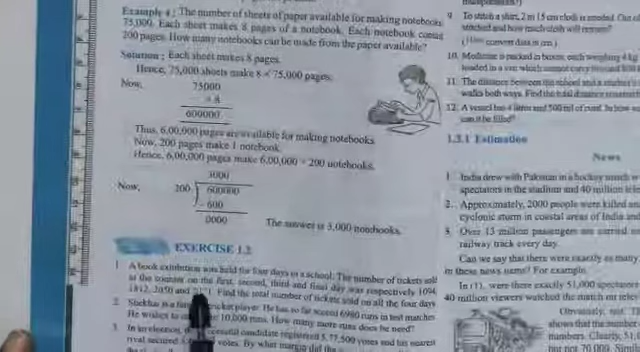 Example 4 : The number of sheets of paper available for making notebooks
75,000. Each sheet makes 8 pages of a notebook. Each notebook contai
200 pages. How many notebooks can be made from the paper available?
Solution : Each sheet makes 8 pages.
Hence, 75,000 sheets make 8 × 75,000 pages.
Now,
75000
× 8
600000
Thus, 6,00,000 pages are available for making notebooks.
Now, 200 pages make 1 notebook.
Hence, 6,00,000 pages make 6,00,000 ÷ 200 notebooks.
Now,
3000
200 600000
- 600
0000
The answer is 3,000 notebooks.
EXERCISE 1.2
1. A book exhibition was held for four days in a school. The number of tickets sold
at the counter on the first, second, third and final day was respectively 1094,
1812, 2050 and Find the total number of tickets sold on all the four days.
2. Shekhar is a cricket player. He has so far scored 6980 runs in test matches.
He wishes to 10,000 runs. How many more runs does he need?
3. In an election, the successful candidate registered 5,77,500 votes and his nearest
rival secured votes. By what margin did the
9. To stitch a shirt, 2 m 15 cm cloth is needed. Out
stitched and how much cloth will remain?
convert data in cm
10. Medicine is packed in boxes, each weighing 4 kg
loaded in a van which cannot carry beyond
11. The distance between the school and a student's
walks both ways. Find the total distance
12. A vessel has 4 litres and 500 ml of curd. In how
can it be filled?
1.3.1 Estimation
News
1. India drew with Pakistan in a hockey match
spectators in the stadium and 40 million
2. Approximately, 2000 people were killed
cyclonic storm in coastal areas of India and
3. Over 13 million passengers are carried
railway track every day.
Can we say that there were exactly as many
in these news items? For example,
In (1), were there exactly 51,000 spectators
40 million viewers watched the match on
Obviously, not.
shows that the number
numbers. Clearly, 51
not 70,000.